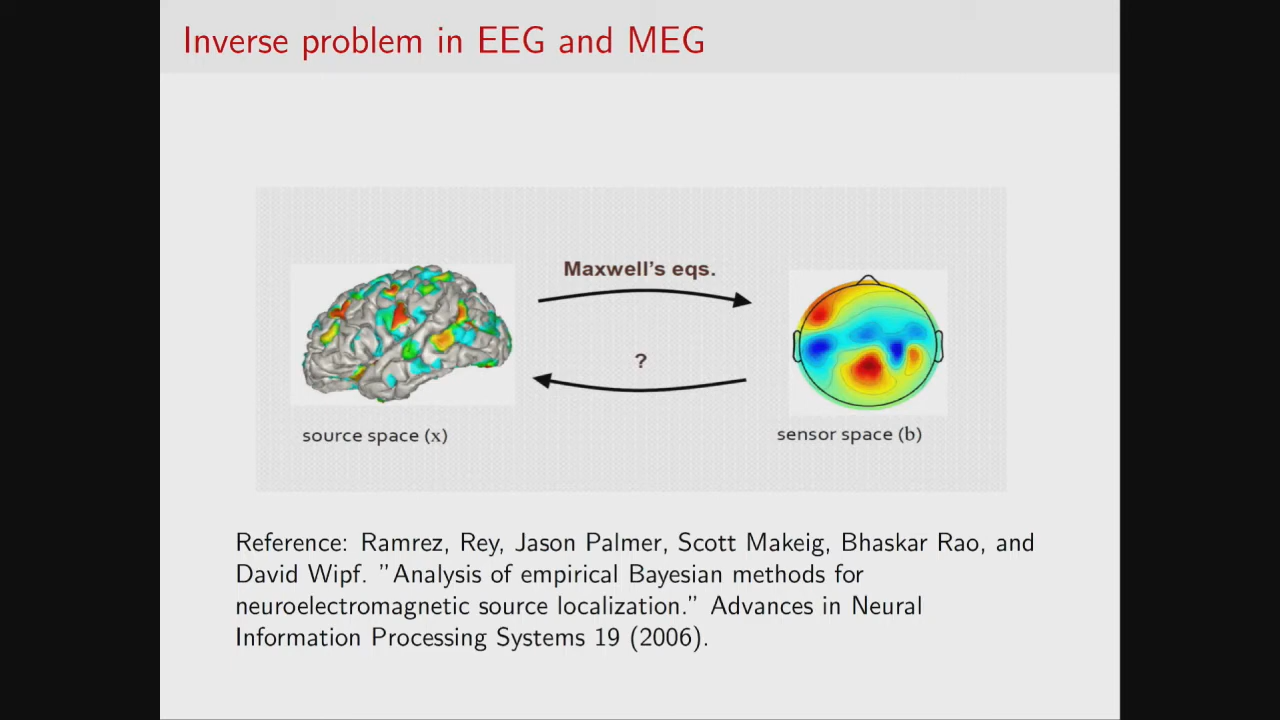 Inverse problem in EEG and MEG
Maxwell's eqs.
?
source space (x)
sensor space (b)
Reference: Ramrez, Rey, Jason Palmer, Scott Makeig, Bhaskar Rao, and
David Wipf. ”Analysis of empirical Bayesian methods for
neuroelectromagnetic source localization.” Advances in Neural
Information Processing Systems 19 (2006).